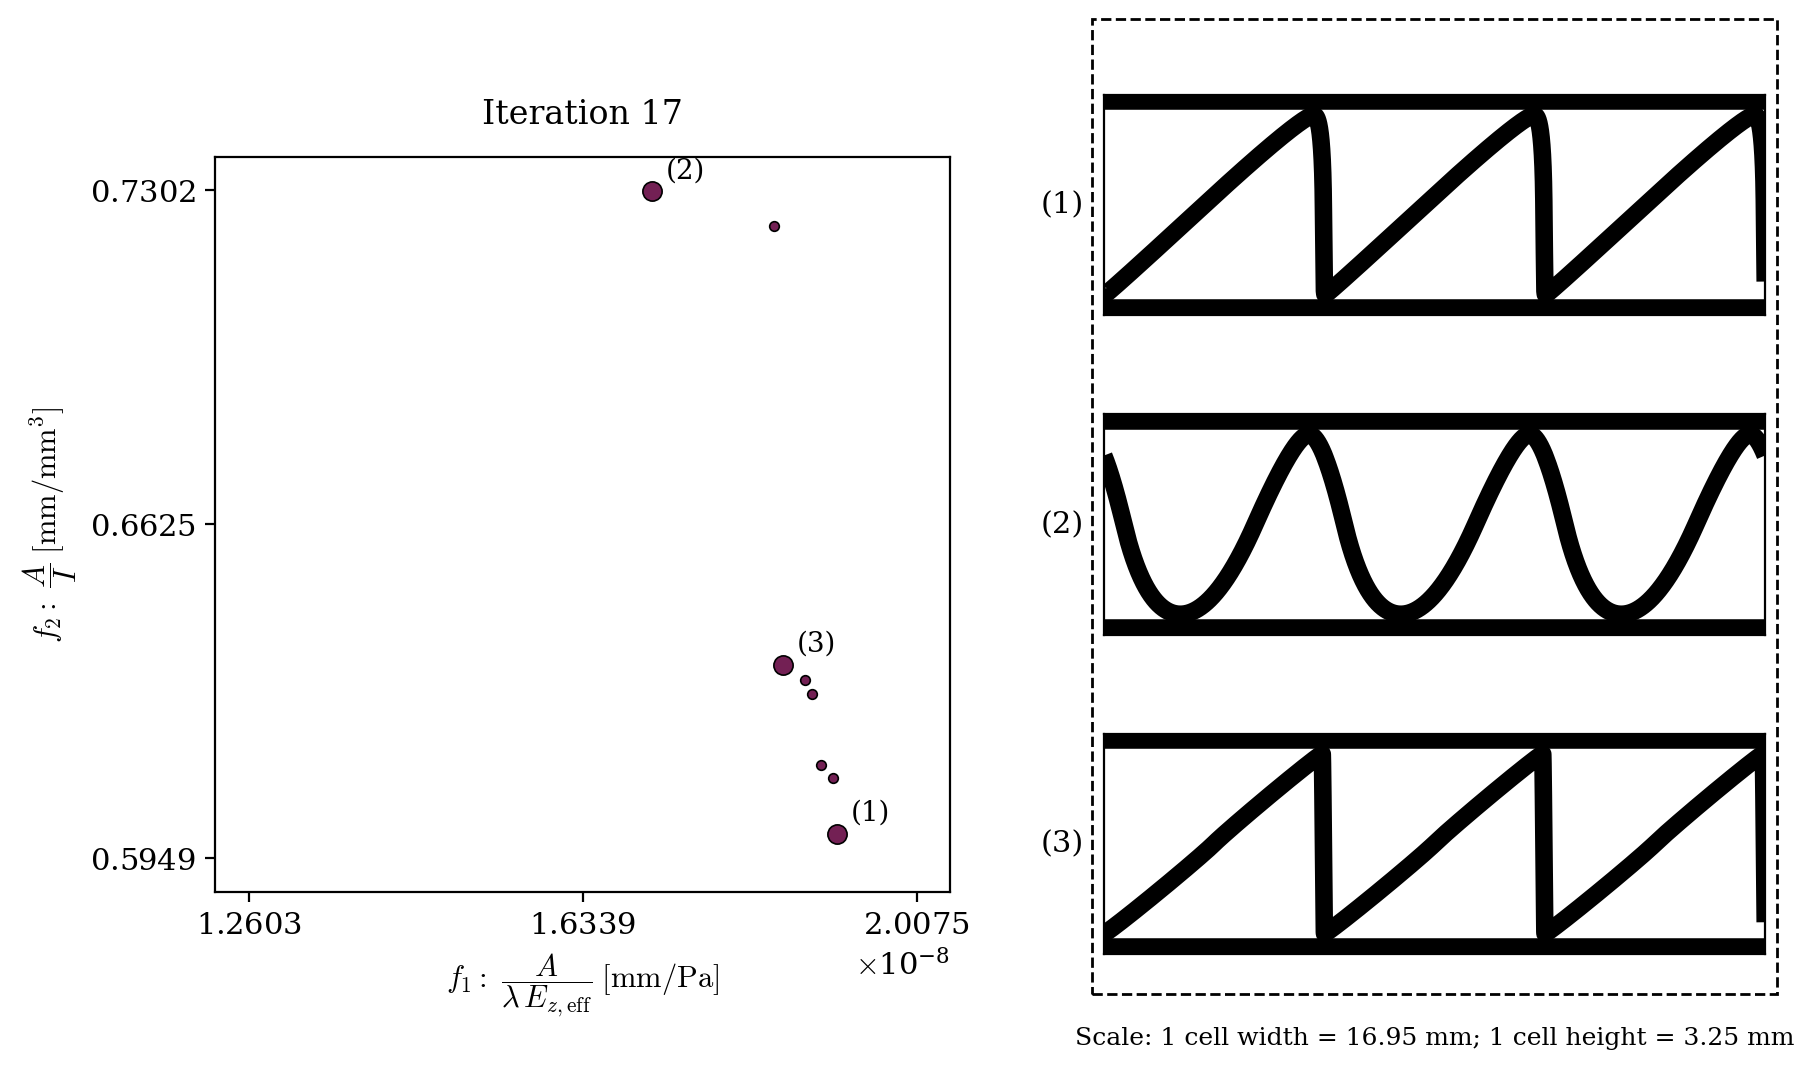 Iteration 17
0.7302
0.6625
0.5949
f₂ : A/I [mm/mm³]
(2)
(3)
(1)
1.2603 1.6339 2.0075
×10⁻⁸
f₁ : A/(λ E_z,eff) [mm/Pa]
(1)
(2)
(3)
Scale: 1 cell width = 16.95 mm; 1 cell height = 3.25 mm